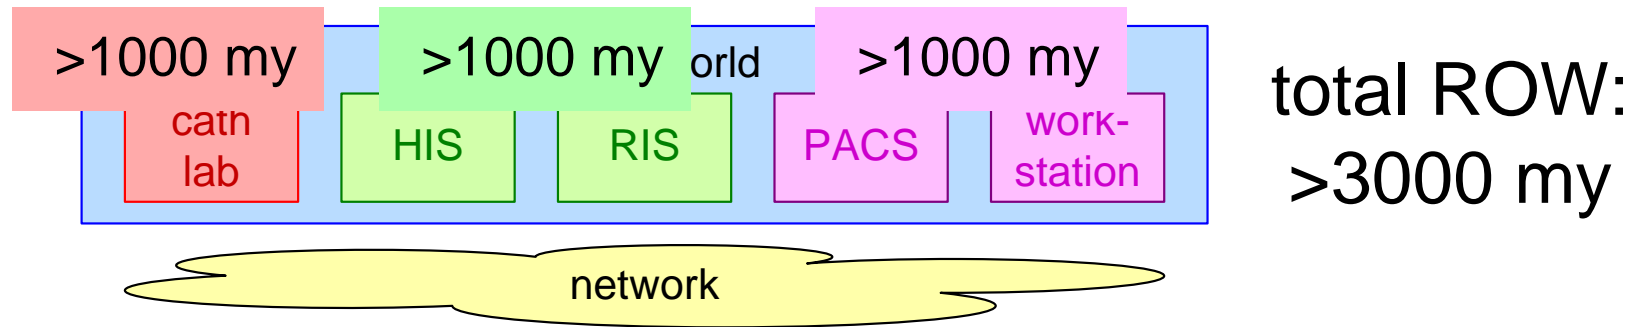 >1000 my
>1000 my
>1000 my
orld
cath
lab
HIS
RIS
PACS
work-
station
total ROW:
>3000 my
network